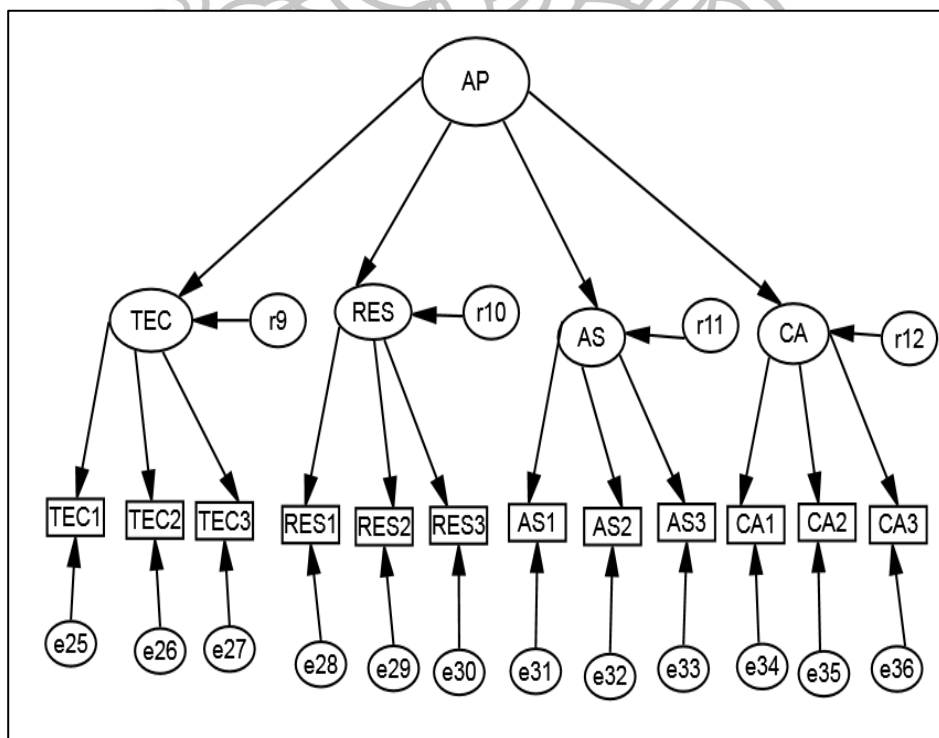 AP
TEC
r9
RES
r10
AS
r11
CA
r12
TEC1
TEC2
TEC3
RES1
RES2
RES3
AS1
AS2
AS3
CA1
CA2
CA3
e25
e26
e27
e28
e29
e30
e31
e32
e33
e34
e35
e36